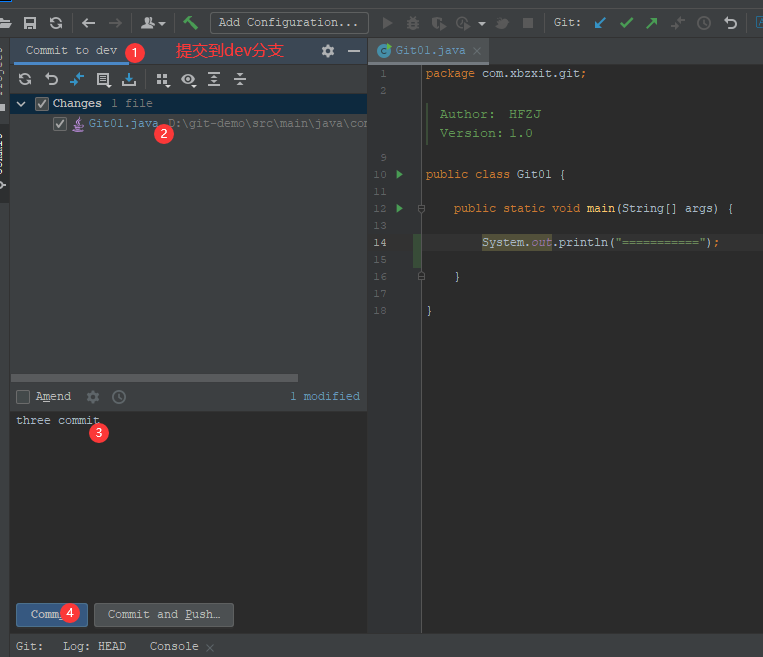 Add Configuration...
Git:
Commit to dev
1
提交到dev分支
Git01.java
Changes 1 file
Git01.java D:\git-demo\src\main\java\con
2
Amend
1 modified
three commit
3
Comm
4
Commit and Push…
1 package com.xbzxit.git;
2
Author: HFZJ
Version: 1.0
9
10 public class Git01 {
11
12 public static void main(String[] args) {
13
14 System.out.println("===========");
15
16 }
17
18 }
Git:
Log: HEAD
Console